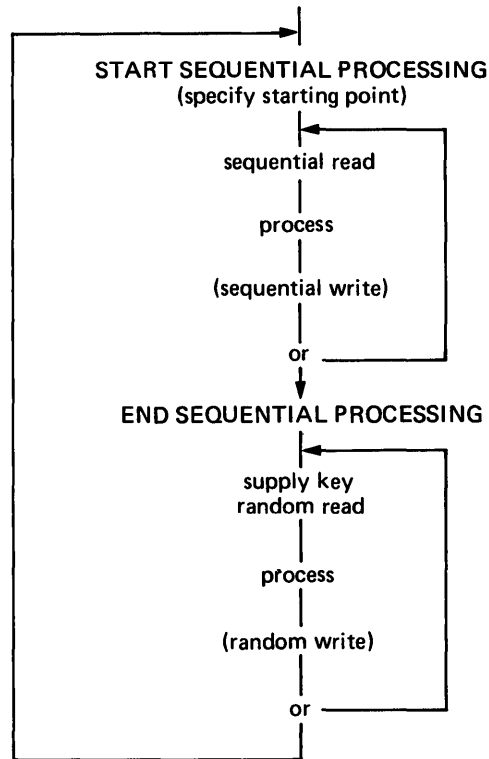 START SEQUENTIAL PROCESSING
(specify starting point)
sequential read
process
(sequential write)
or
END SEQUENTIAL PROCESSING
supply key
random read
process
(random write)
or